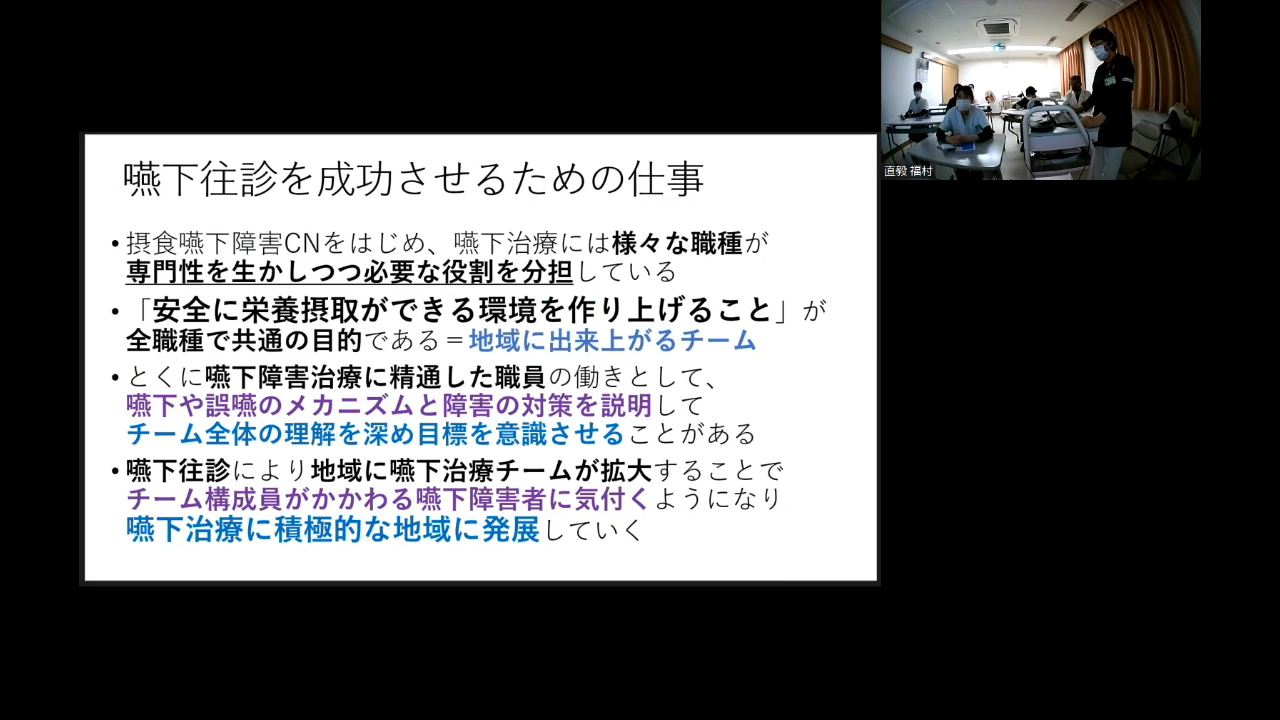 嚥下往診を成功させるための仕事
• 摂食嚥下障害CNをはじめ、嚥下治療には様々な職種が
専門性を生かしつつ必要な役割を分担している
• 「安全に栄養摂取ができる環境を作り上げること」が
全職種で共通の目的である＝地域に出来上がるチーム
• とくに嚥下障害治療に精通した職員の働きとして、
嚥下や誤嚥のメカニズムと障害の対策を説明して
チーム全体の理解を深め目標を意識させることがある
• 嚥下往診により地域に嚥下治療チームが拡大することで
チーム構成員がかかわる嚥下障害者に気付くようになり
嚥下治療に積極的な地域に発展していく
直毅 福村